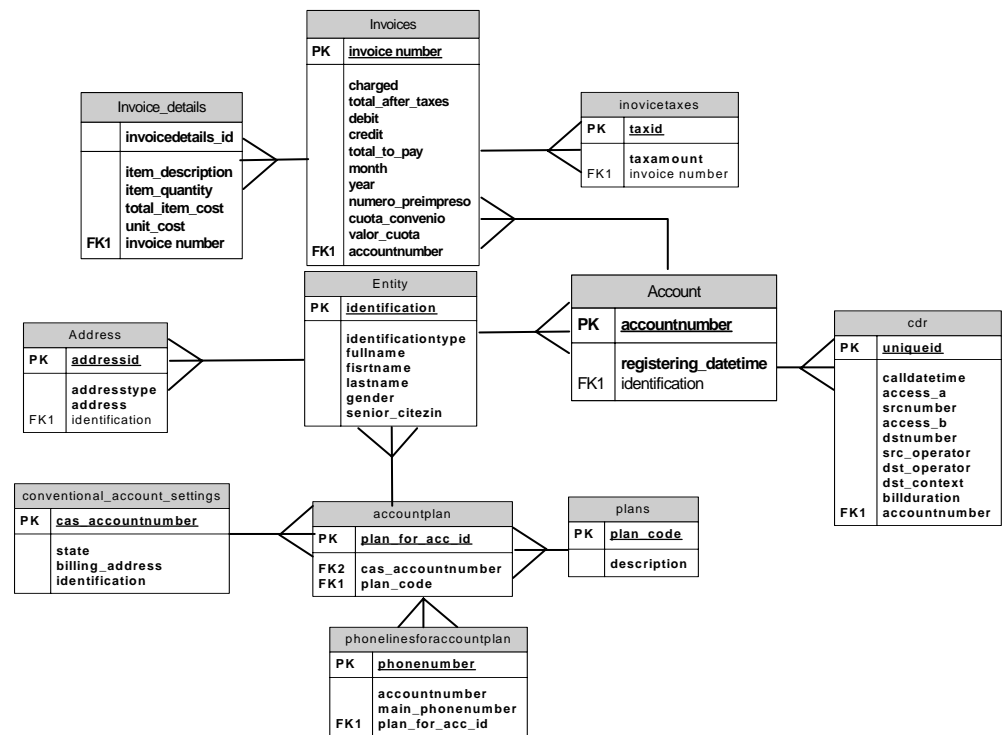 Invoices
PK invoice number
charged
total_after_taxes
debit
credit
total_to_pay
month
year
numero_preimpreso
cuota_convenio
valor_cuota
FK1 accountnumber
Invoice_details
invoicedetails_id
item_description
item_quantity
total_item_cost
unit_cost
FK1 invoice number
inovicetaxes
PK taxid
taxamount
FK1 invoice number
Entity
PK identification
identificationtype
fullname
fisrtname
lastname
gender
senior_citezin
Account
PK accountnumber
registering_datetime
FK1 identification
Address
PK addressid
addresstype
address
FK1 identification
cdr
PK uniqueid
calldatetime
access_a
srcnumber
access_b
dstnumber
src_operator
dst_operator
dst_context
billduration
FK1 accountnumber
conventional_account_settings
PK cas_accountnumber
state
billing_address
identification
accountplan
PK plan_for_acc_id
FK2 cas_accountnumber
FK1 plan_code
plans
PK plan_code
description
phonelinesforaccountplan
PK phonenumber
accountnumber
main_phonenumber
FK1 plan_for_acc_id